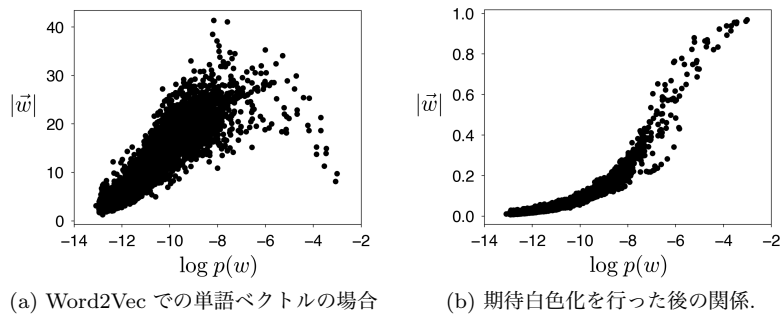 40
30
|w⃗|
20
10
0
−14 −12 −10 −8 −6 −4 −2
log p(w)
(a) Word2Vec での単語ベクトルの場合
1.0
0.8
0.6
|w⃗|
0.4
0.2
0.0
−14 −12 −10 −8 −6 −4 −2
log p(w)
(b) 期待白色化を行った後の関係.